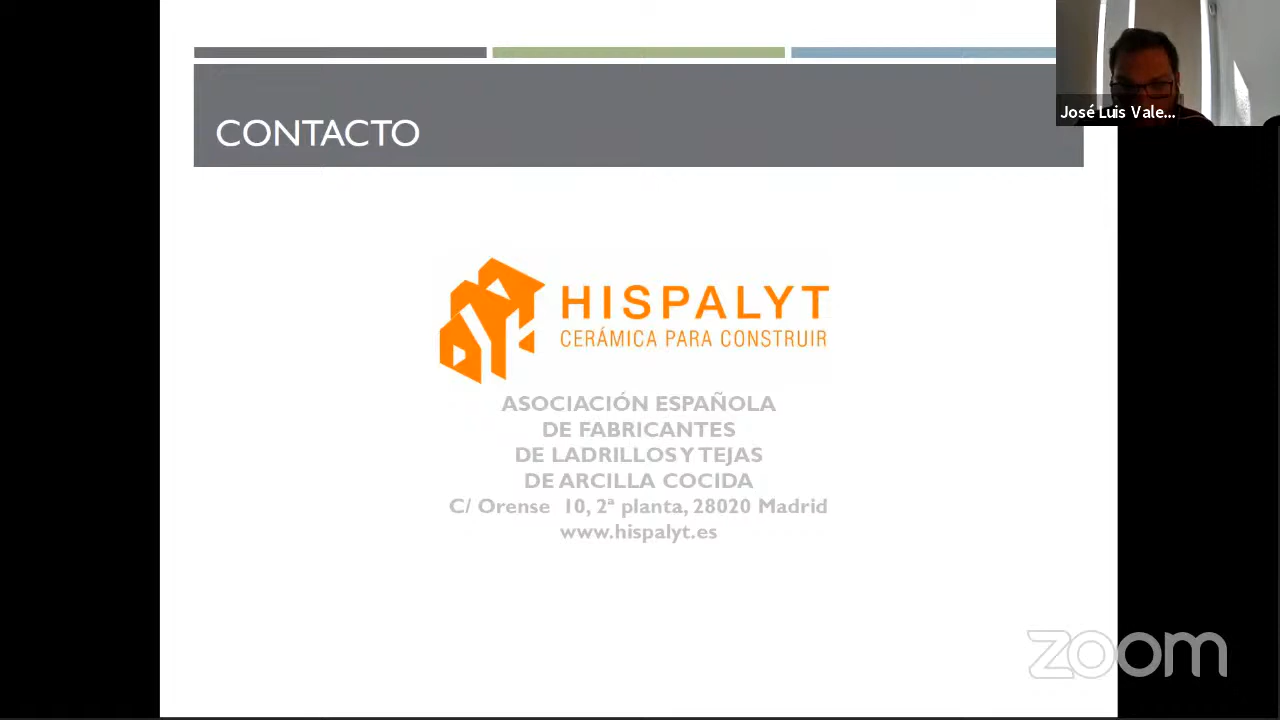 José Luis Vale...
CONTACTO
HISPALYT
CERÁMICA PARA CONSTRUIR
ASOCIACIÓN ESPAÑOLA
DE FABRICANTES
DE LADRILLOS Y TEJAS
DE ARCILLA COCIDA
C/ Orense 10, 2ª planta, 28020 Madrid
www.hispalyt.es
zoom